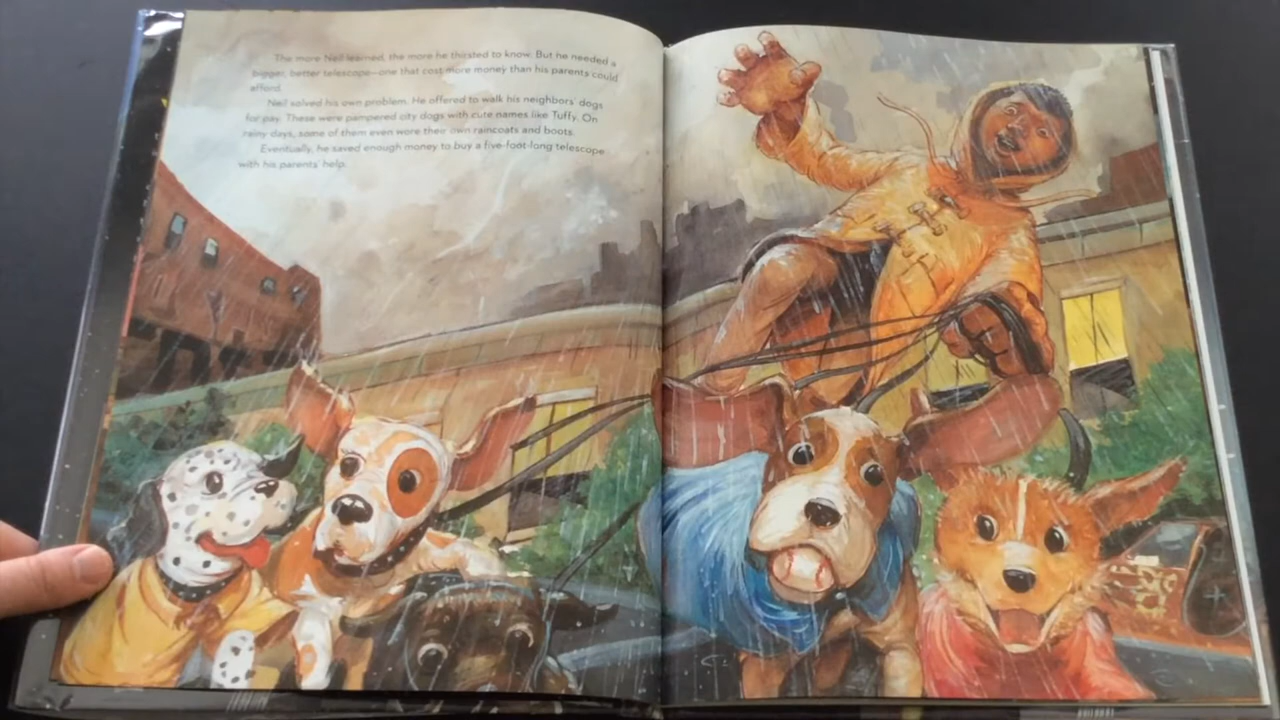 The more Neil learned, the more he thirsted to know. But he needed a
bigger, better telescope—one that cost more money than his parents could
afford.
Neil solved his own problem. He offered to walk his neighbors' dogs
for pay. These were pampered city dogs with cute names like Tuffy. On
rainy days, some of them even wore their own raincoats and boots.
Eventually, he saved enough money to buy a five-foot-long telescope
with his parents' help.